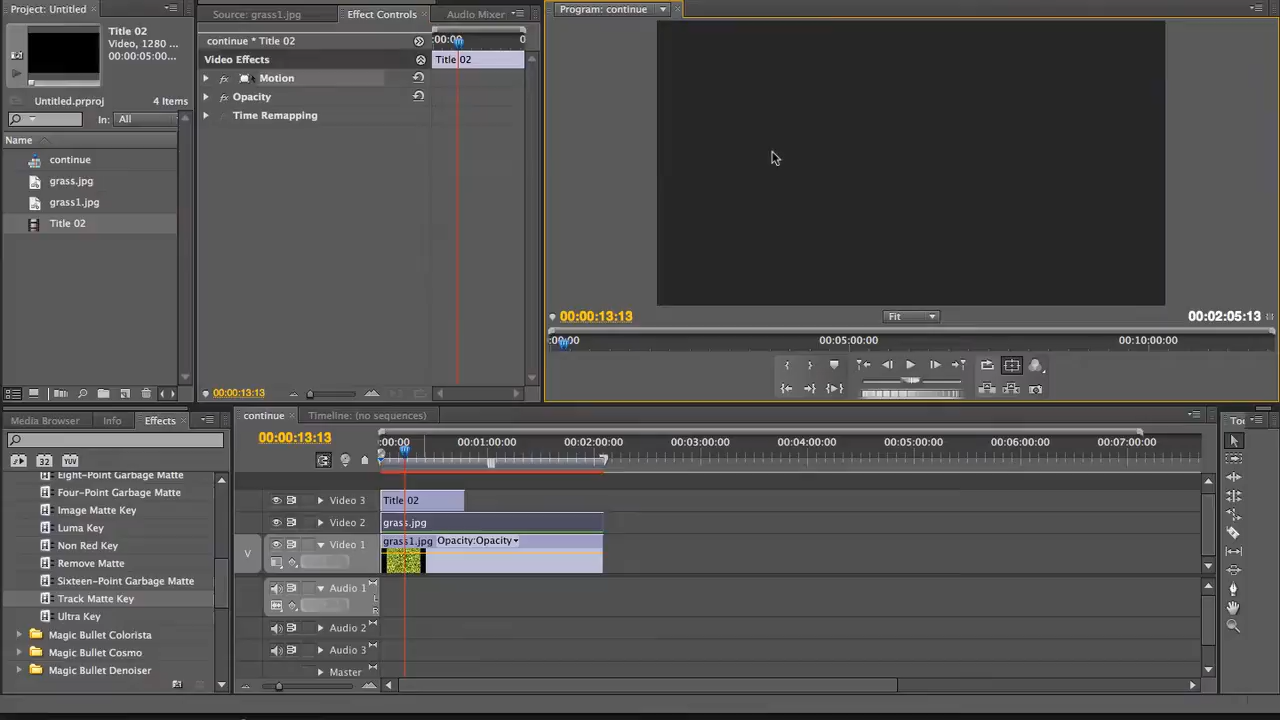 Project: Untitled
Title 02
Video, 1280 ...
00:00:05:00...
Untitled.prproj
4 Items
In: All
Name
continue
grass.jpg
grass1.jpg
Title 02
Source: grass1.jpg
Effect Controls
Audio Mixer
continue * Title 02
Video Effects
Motion
Opacity
Time Remapping
:00:00
0
Title 02
00:00:13:13
Program: continue
00:00:13:13
Fit
00:02:05:13
:00:00
00:05:00:00
00:10:00:00
Media Browser
Info
Effects
32
YUV
Eight-Point Garbage Matte
Four-Point Garbage Matte
Image Matte Key
Luma Key
Non Red Key
Remove Matte
Sixteen-Point Garbage Matte
Track Matte Key
Ultra Key
Magic Bullet Colorista
Magic Bullet Cosmo
Magic Bullet Denoiser
continue
Timeline: (no sequences)
00:00:13:13
:00:00
00:01:00:00
00:02:00:00
00:03:00:00
00:04:00:00
00:05:00:00
00:06:00:00
00:07:00:00
Video 3
Title 02
Video 2
grass.jpg
V
Video 1
grass1.jpg Opacity:Opacity
Audio 1
L
R
Audio 2
Audio 3
Master
Too